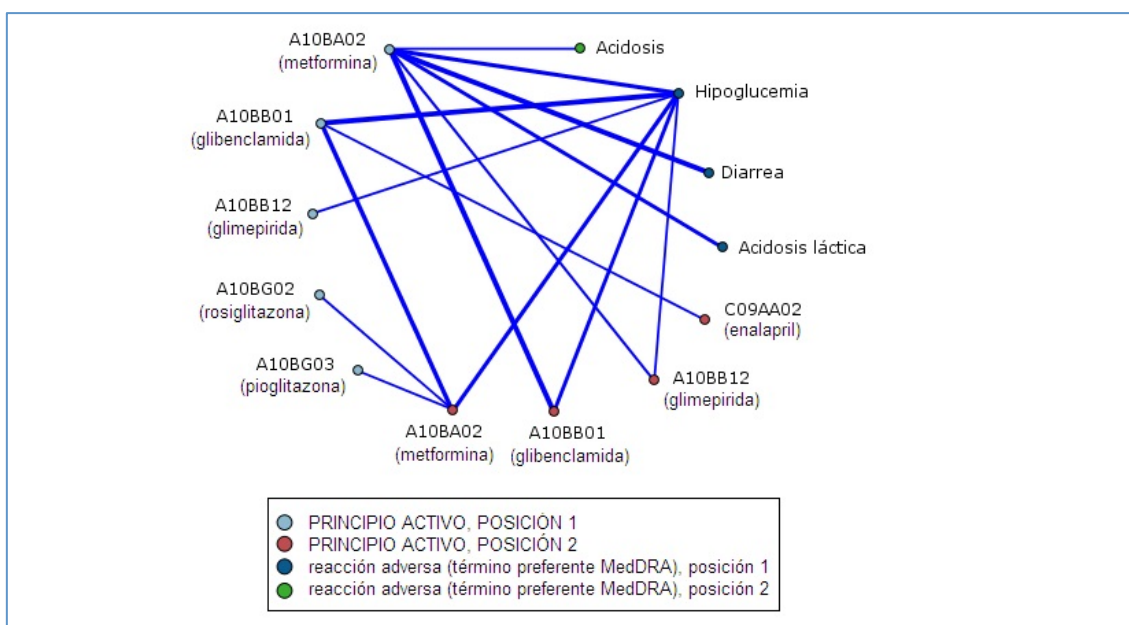 A10BA02
(metformina)
Acidosis
Hipoglucemia
A10BB01
(glibenclamida)
Diarrea
A10BB12
(glimepirida)
Acidosis láctica
A10BG02
(rosiglitazona)
C09AA02
(enalapril)
A10BG03
(pioglitazona)
A10BB12
(glimepirida)
A10BA02
(metformina)
A10BB01
(glibenclamida)
PRINCIPIO ACTIVO, POSICIÓN 1
PRINCIPIO ACTIVO, POSICIÓN 2
reacción adversa (término preferente MedDRA), posición 1
reacción adversa (término preferente MedDRA), posición 2